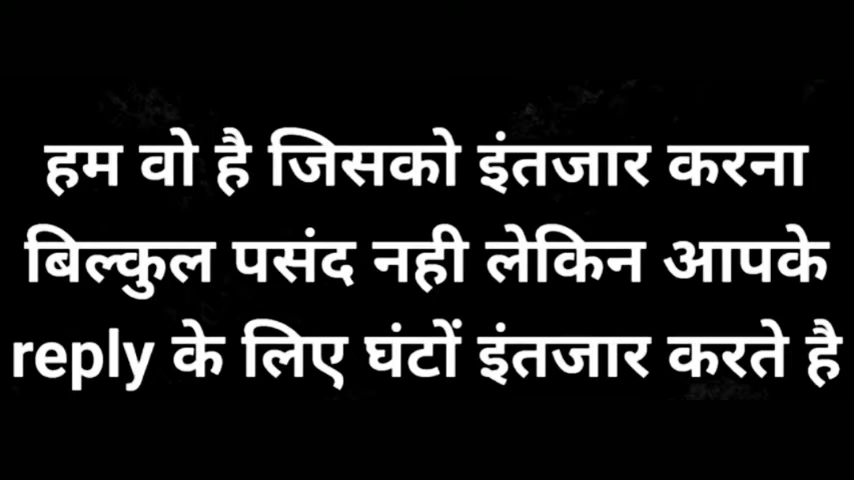 हम वो है जिसको इंतजार करना
बिल्कुल पसंद नही लेकिन आपके
reply के लिए घंटों इंतजार करते है